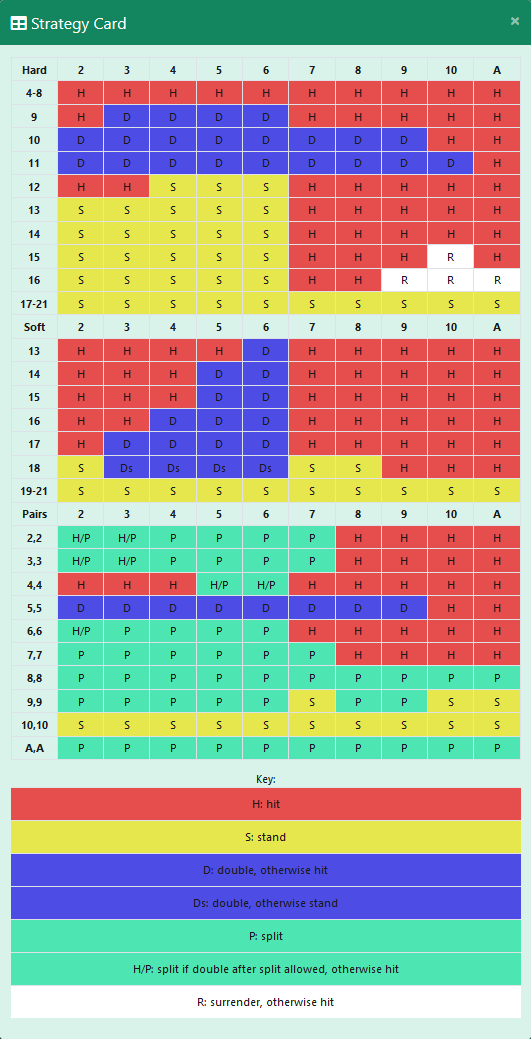 Strategy Card ×
Hard 2 3 4 5 6 7 8 9 10 A
4-8 H H H H H H H H H H
9 H D D D D H H H H H
10 D D D D D D D D H H
11 D D D D D D D D D H
12 H H S S S H H H H H
13 S S S S S H H H H H
14 S S S S S H H H H H
15 S S S S S H H H R H
16 S S S S S H H R R R
17-21 S S S S S S S S S S
Soft 2 3 4 5 6 7 8 9 10 A
13 H H H H D H H H H H
14 H H H D D H H H H H
15 H H H D D H H H H H
16 H H D D D H H H H H
17 H D D D D H H H H H
18 S Ds Ds Ds Ds S S H H H
19-21 S S S S S S S S S S
Pairs 2 3 4 5 6 7 8 9 10 A
2,2 H/P H/P P P P P H H H H
3,3 H/P H/P P P P P H H H H
4,4 H H H H/P H/P H H H H H
5,5 D D D D D D D D H H
6,6 H/P P P P P H H H H H
7,7 P P P P P P H H H H
8,8 P P P P P P P P P P
9,9 P P P P P S P P S S
10,10 S S S S S S S S S S
A,A P P P P P P P P P P
Key:
H: hit
S: stand
D: double, otherwise hit
Ds: double, otherwise stand
P: split
H/P: split if double after split allowed, otherwise hit
R: surrender, otherwise hit